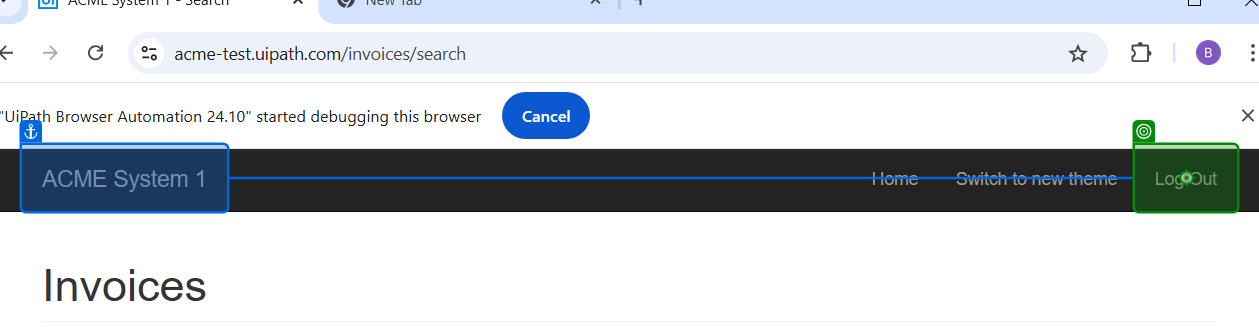 ACME System 1 - Search
New Tab
acme-test.uipath.com/invoices/search
B
"UiPath Browser Automation 24.10" started debugging this browser
Cancel
ACME System 1
Home
Switch to new theme
Log Out
Invoices